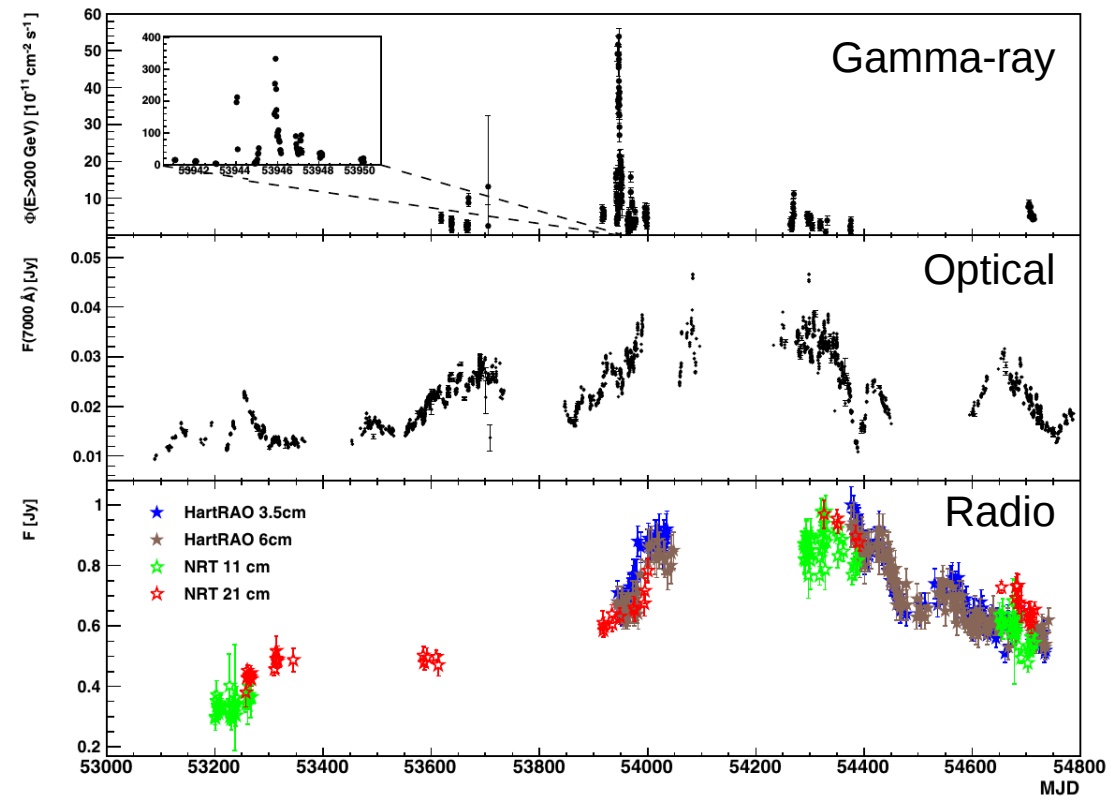 60
50
40
30
20
10
Φ(E>200 GeV) [10⁻¹¹ cm⁻² s⁻¹ ]
400
300
200
100
0
53942 53944 53946 53948 53950
Gamma-ray
0.05
0.04
0.03
0.02
0.01
F(7000 Å) [Jy]
Optical
1
0.8
0.6
0.4
0.2
F [Jy]
HartRAO 3.5cm
HartRAO 6cm
NRT 11 cm
NRT 21 cm
Radio
53000 53200 53400 53600 53800 54000 54200 54400 54600 54800
MJD